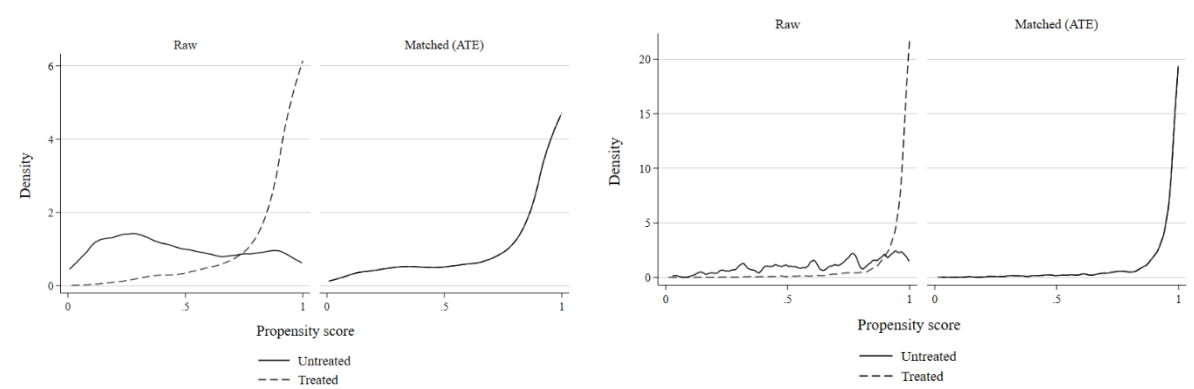 Raw
Matched (ATE)
Density
6
4
2
0
0
.5
1
0
.5
1
Propensity score
Untreated
Treated
Raw
Matched (ATE)
Density
20
15
10
5
0
0
.5
1
0
.5
1
Propensity score
Untreated
Treated